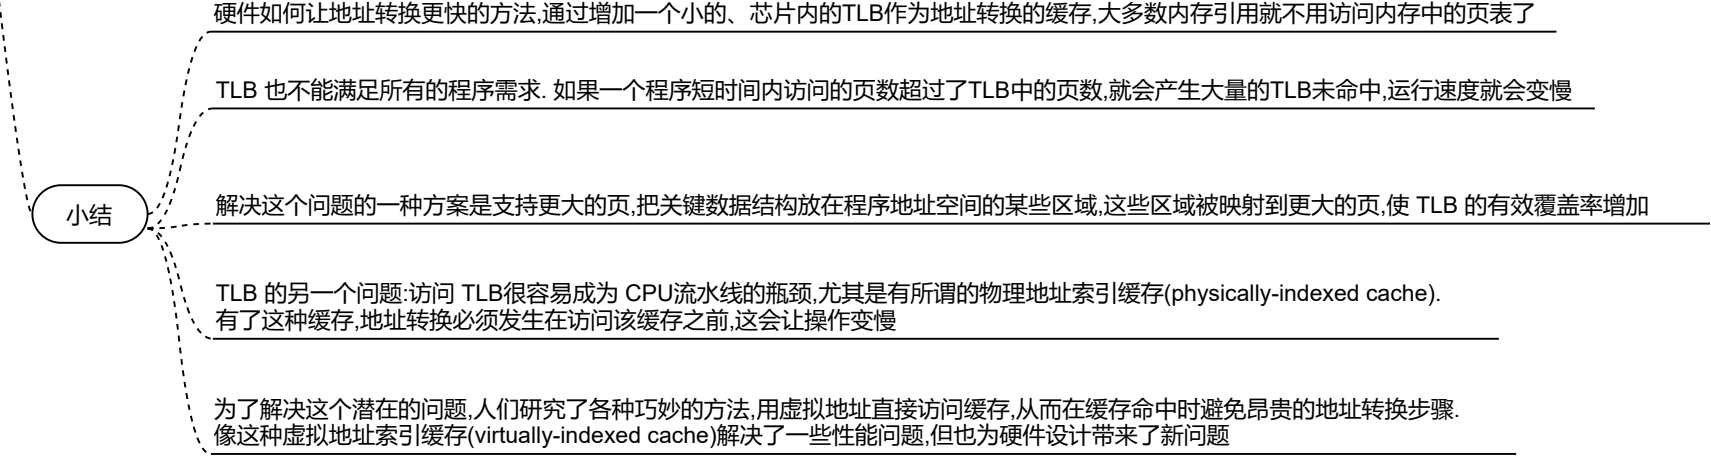 硬件如何让地址转换更快的方法,通过增加一个小的、芯片内的TLB作为地址转换的缓存,大多数内存引用就不用访问内存中的页表了
TLB 也不能满足所有的程序需求. 如果一个程序短时间内访问的页数超过了TLB中的页数,就会产生大量的TLB未命中,运行速度就会变慢
小结
解决这个问题的一种方案是支持更大的页,把关键数据结构放在程序地址空间的某些区域,这些区域被映射到更大的页,使 TLB 的有效覆盖率增加
TLB 的另一个问题:访问 TLB很容易成为 CPU流水线的瓶颈,尤其是有所谓的物理地址索引缓存(physically-indexed cache).
有了这种缓存,地址转换必须发生在访问该缓存之前,这会让操作变慢
为了解决这个潜在的问题,人们研究了各种巧妙的方法,用虚拟地址直接访问缓存,从而在缓存命中时避免昂贵的地址转换步骤.
像这种虚拟地址索引缓存(virtually-indexed cache)解决了一些性能问题,但也为硬件设计带来了新问题